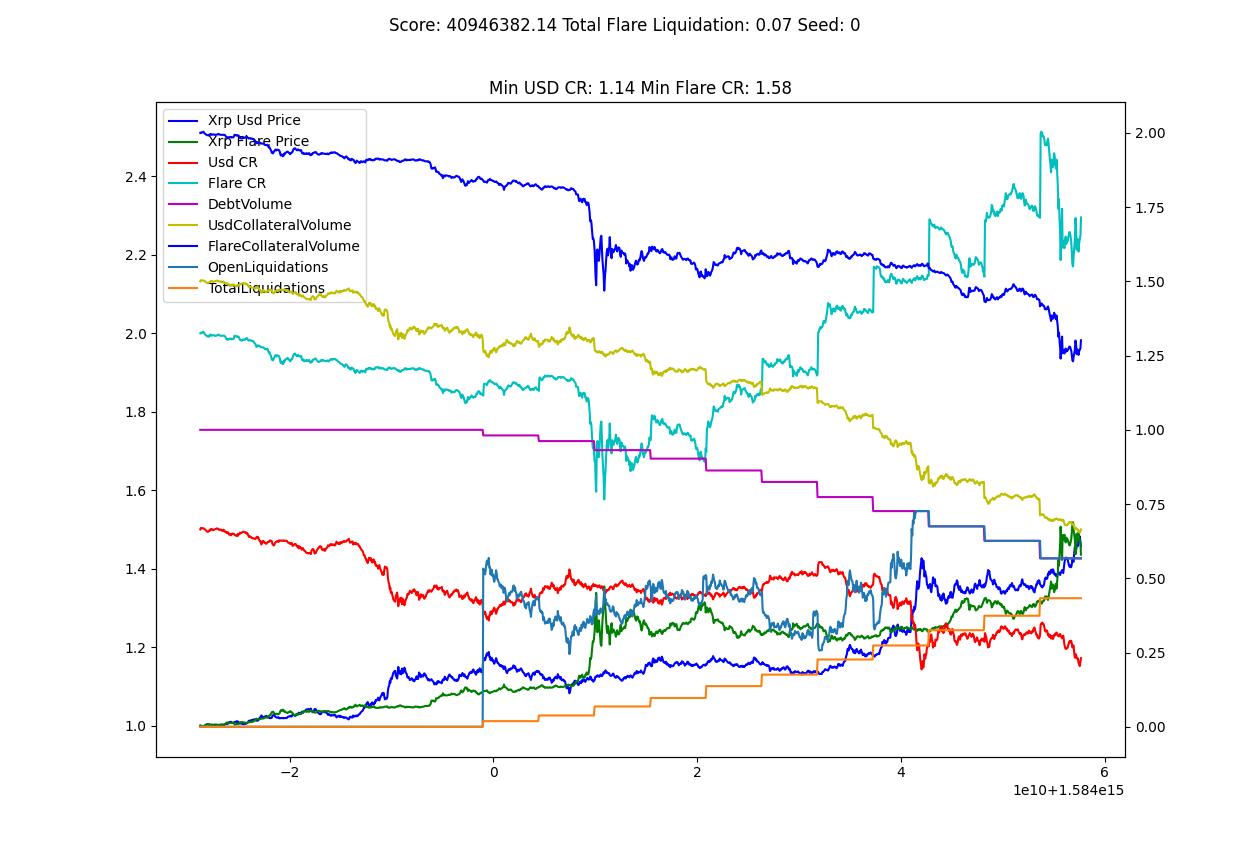 Score: 40946382.14 Total Flare Liquidation: 0.07 Seed: 0
Min USD CR: 1.14 Min Flare CR: 1.58
Xrp Usd Price
Xrp Flare Price
Usd CR
Flare CR
DebtVolume
UsdCollateralVolume
FlareCollateralVolume
OpenLiquidations
TotalLiquidations
2.4
2.2
2.0
1.8
1.6
1.4
1.2
1.0
2.00
1.75
1.50
1.25
1.00
0.75
0.50
0.25
0.00
−2 0 2 4 6
1e10+1.584e15